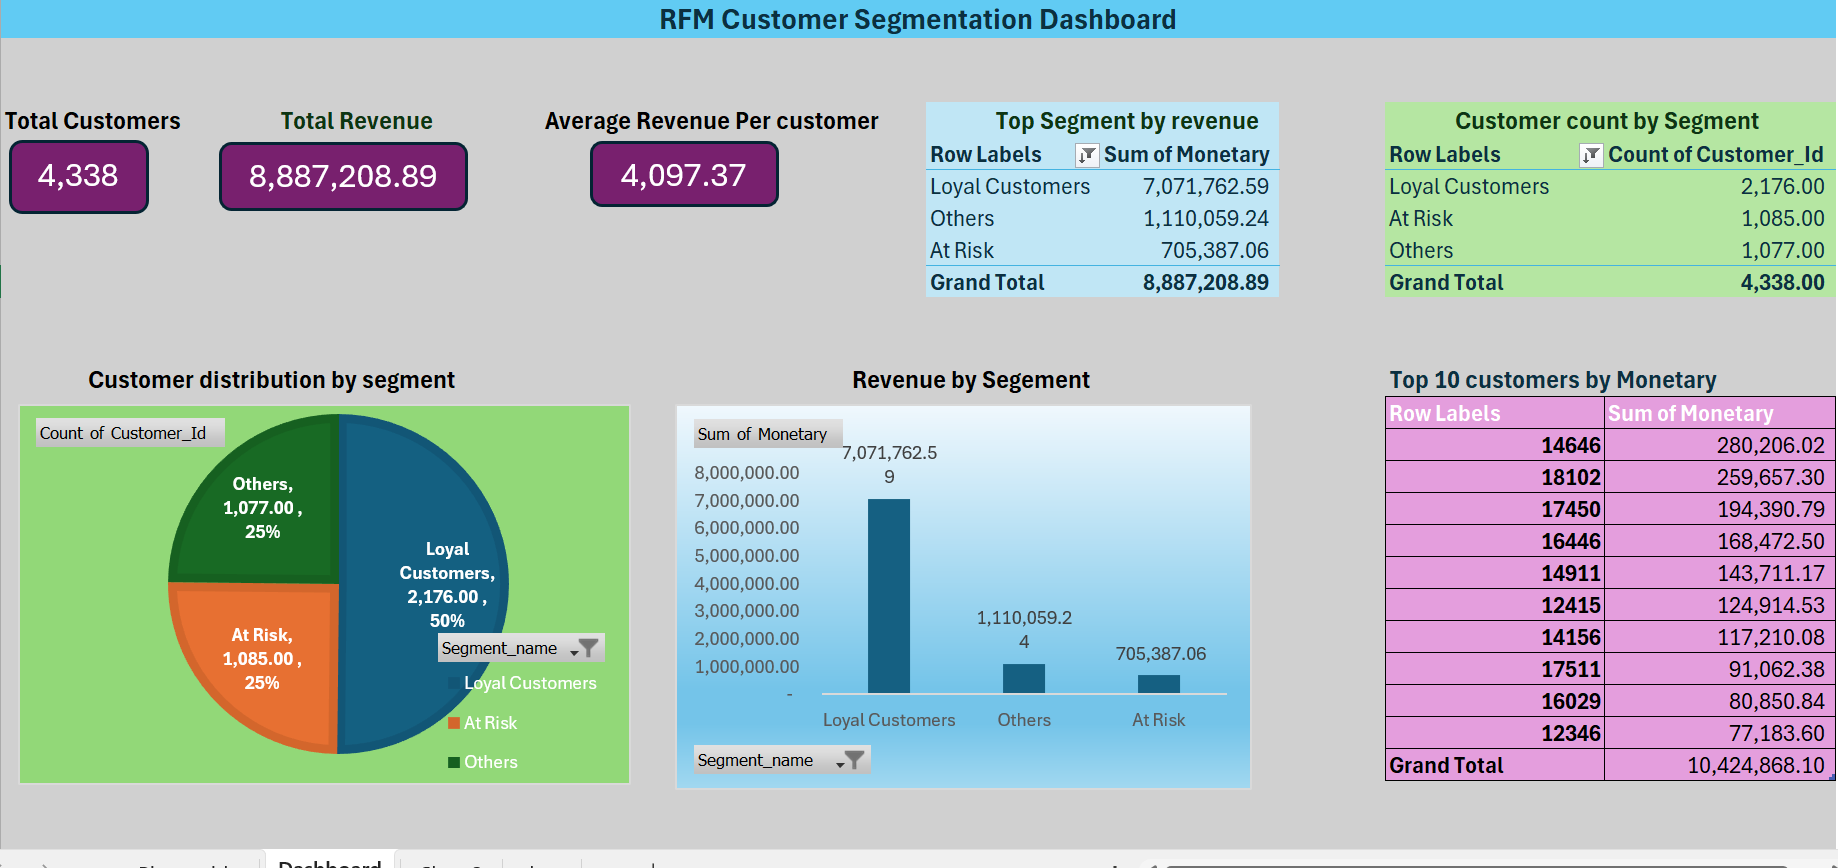 RFM Customer Segmentation Dashboard
Total Customers
4,338
Total Revenue
8,887,208.89
Average Revenue Per customer
4,097.37
Top Segment by revenue
Row Labels Sum of Monetary
Loyal Customers 7,071,762.59
Others 1,110,059.24
At Risk 705,387.06
Grand Total 8,887,208.89
Customer count by Segment
Row Labels Count of Customer_Id
Loyal Customers 2,176.00
At Risk 1,085.00
Others 1,077.00
Grand Total 4,338.00
Customer distribution by segment
Count of Customer_Id
Others,
1,077.00 ,
25%
Loyal
Customers,
2,176.00 ,
50%
At Risk,
1,085.00 ,
25%
Segment_name
Loyal Customers
At Risk
Others
Revenue by Segement
Sum of Monetary
7,071,762.5
9
8,000,000.00
7,000,000.00
6,000,000.00
5,000,000.00
4,000,000.00
3,000,000.00
2,000,000.00
1,000,000.00
-
1,110,059.2
4
705,387.06
Loyal Customers Others At Risk
Segment_name
Top 10 customers by Monetary
Row Labels Sum of Monetary
14646 280,206.02
18102 259,657.30
17450 194,390.79
16446 168,472.50
14911 143,711.17
12415 124,914.53
14156 117,210.08
17511 91,062.38
16029 80,850.84
12346 77,183.60
Grand Total 10,424,868.10
Dashboard